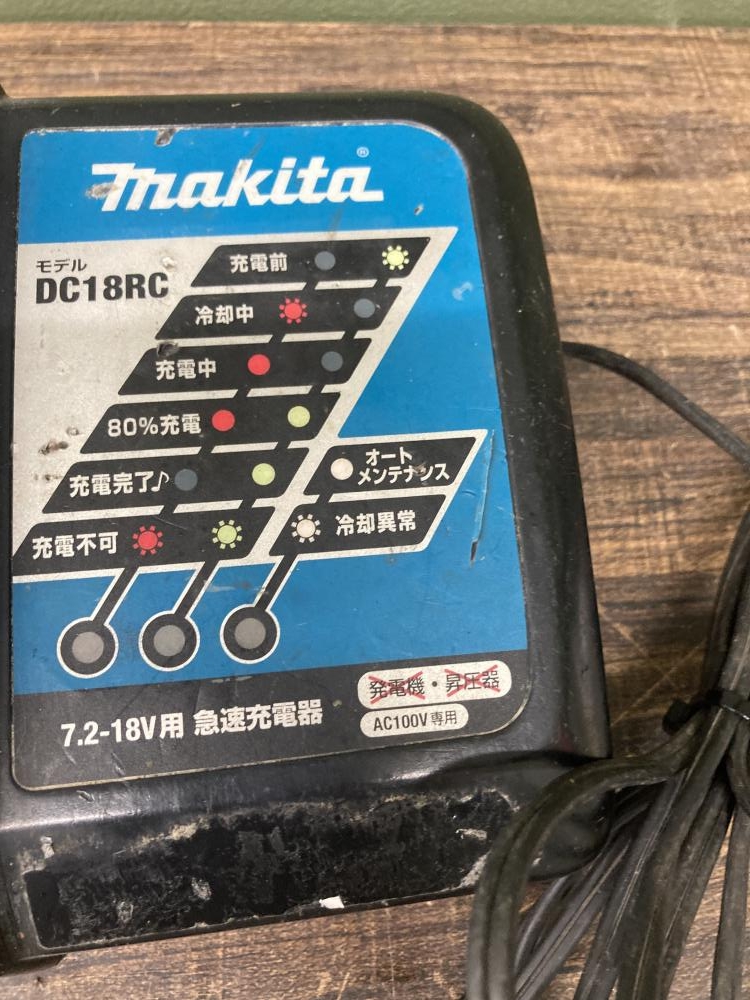 makita®
モデル
DC18RC
充電前
冷却中
充電中
80%充電
充電完了♪
充電不可
オート
メンテナンス
冷却異常
発電機・昇圧器
7.2-18V用 急速充電器
AC100V専用